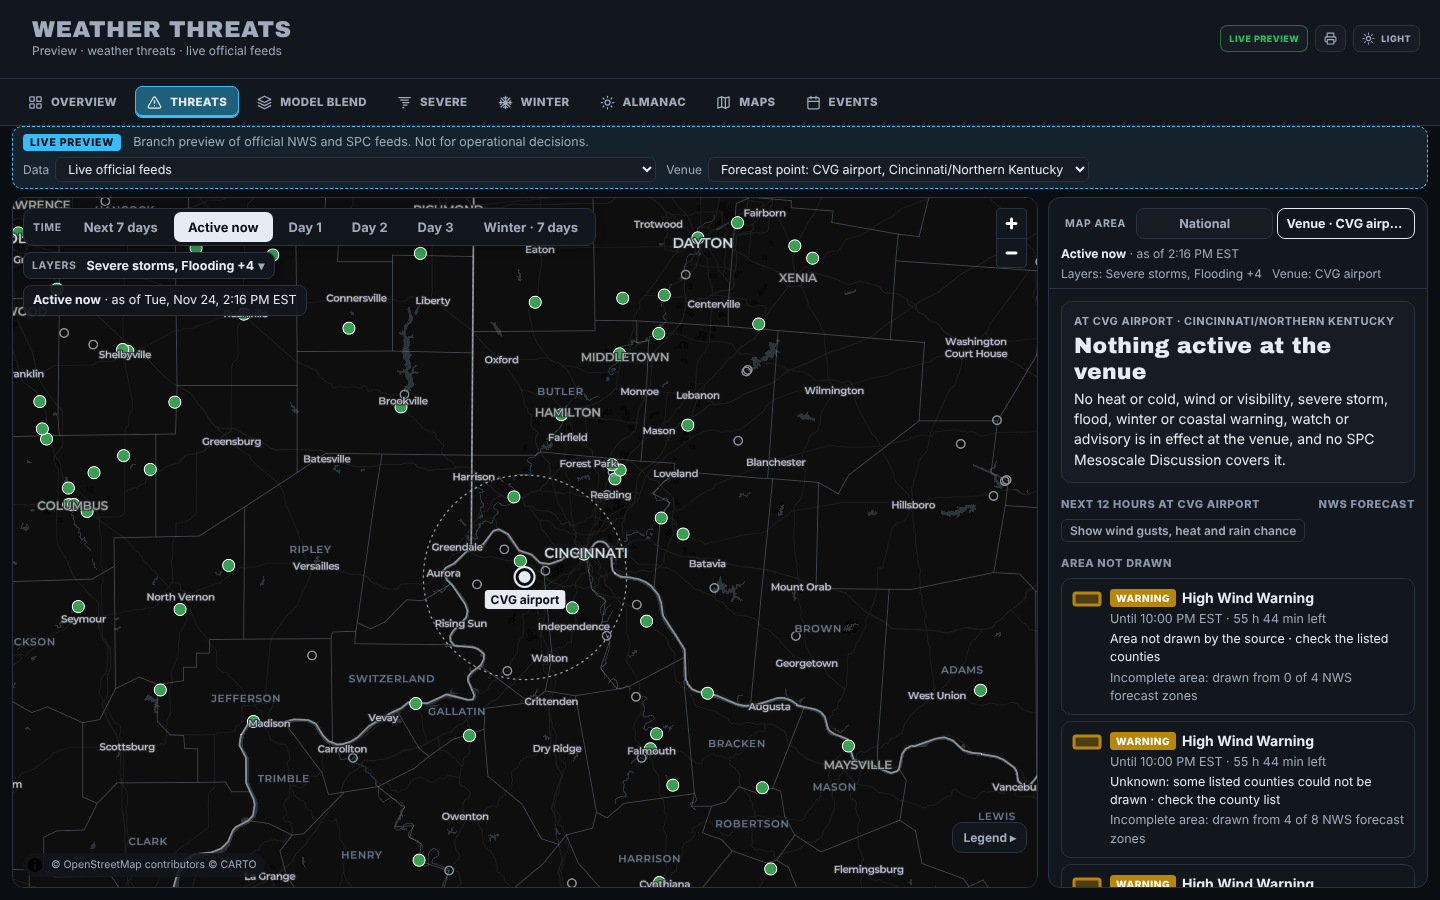 WEATHER THREATS
Preview · weather threats · live official feeds
LIVE PREVIEW
LIGHT
OVERVIEW
THREATS
MODEL BLEND
SEVERE
WINTER
ALMANAC
MAPS
EVENTS
LIVE PREVIEW Branch preview of official NWS and SPC feeds. Not for operational decisions.
Data Live official feeds
Venue Forecast point: CVG airport, Cincinnati/Northern Kentucky
TIME Next 7 days Active now Day 1 Day 2 Day 3 Winter · 7 days
LAYERS Severe storms, Flooding +4 ▾
Active now · as of Tue, Nov 24, 2:16 PM EST
+
−
Trotwood
Fairborn
DAYTON
Eaton
XENIA
Connersville
Liberty
Centerville
Shelbyville
Oxford
MIDDLETOWN
Washington
Court House
anklin
BUTLER
Monroe
Lebanon
Wilmington
Brookville
HAMILTON
Greensburg
Fairfield
Mason
Batesville
Forest Park
Blanchester
Harrison
Loveland
Reading
COLUMBUS
Hillsboro
RIPLEY
Versailles
Greendale
CINCINNATI
Aurora
Batavia
North Vernon
CVG airport
Mount Orab
Seymour
Rising Sun
Independence
BROWN
CKSON
Walton
Georgetown
ADAMS
SWITZERLAND
West Union
JEFFERSON
Crittenden
Madison
Vevay
GALLATIN
Augusta
Scottsburg
Carrollton
Dry Ridge
Falmouth
BRACKEN
MAYSVILLE
TRIMBLE
MASON
Vancebu
Owenton
ROBERTSON
LEWIS
Legend ▸
CLARK
HENRY
HARRISON
© OpenStreetMap contributors © CARTO
La Grange
Cynthiana
Flemingsburg
MAP AREA National Venue · CVG airp...
Active now · as of 2:16 PM EST
Layers: Severe storms, Flooding +4 Venue: CVG airport
AT CVG AIRPORT · CINCINNATI/NORTHERN KENTUCKY
Nothing active at the
venue
No heat or cold, wind or visibility, severe storm,
flood, winter or coastal warning, watch or
advisory is in effect at the venue, and no SPC
Mesoscale Discussion covers it.
NEXT 12 HOURS AT CVG AIRPORT NWS FORECAST
Show wind gusts, heat and rain chance
AREA NOT DRAWN
WARNING High Wind Warning
Until 10:00 PM EST · 55 h 44 min left
Area not drawn by the source · check the listed
counties
Incomplete area: drawn from 0 of 4 NWS
forecast zones
WARNING High Wind Warning
Until 10:00 PM EST · 55 h 44 min left
Unknown: some listed counties could not be
drawn · check the county list
Incomplete area: drawn from 4 of 8 NWS forecast
zones
WARNING High Wind Warning